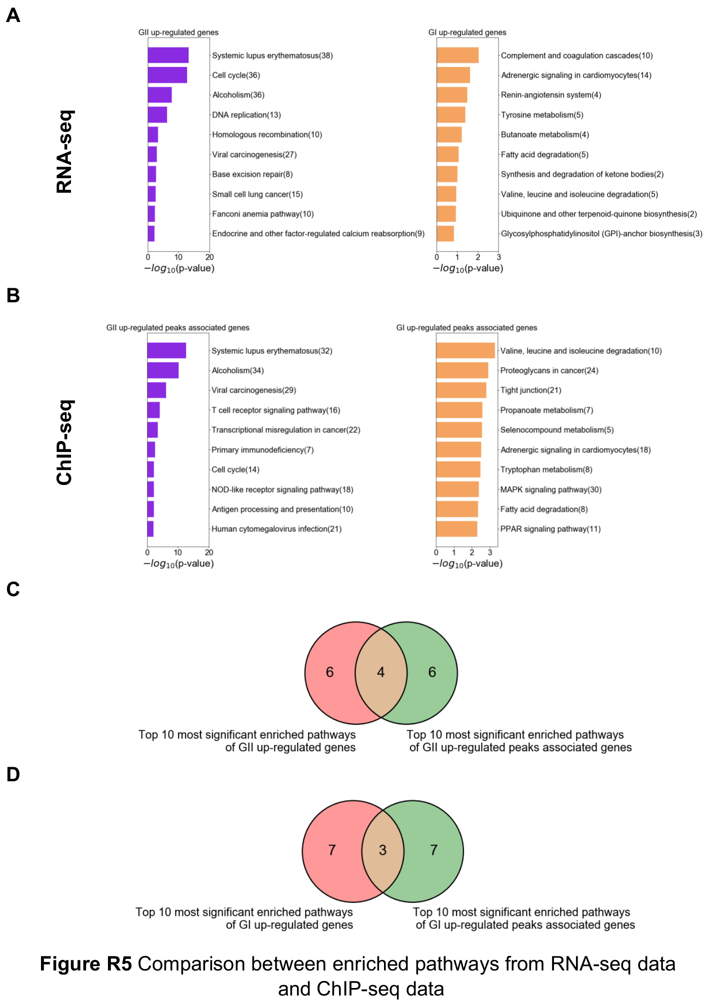 A
RNA-seq
GII up-regulated genes
Systemic lupus erythematosus(38)
Cell cycle(36)
Alcoholism(36)
DNA replication(13)
Homologous recombination(10)
Viral carcinogenesis(27)
Base excision repair(8)
Small cell lung cancer(15)
Fanconi anemia pathway(10)
Endocrine and other factor-regulated calcium reabsorption(9)
0 10 20
−log10(p-value)
GI up-regulated genes
Complement and coagulation cascades(10)
Adrenergic signaling in cardiomyocytes(14)
Renin-angiotensin system(4)
Tyrosine metabolism(5)
Butanoate metabolism(4)
Fatty acid degradation(5)
Synthesis and degradation of ketone bodies(2)
Valine, leucine and isoleucine degradation(5)
Ubiquinone and other terpenoid-quinone biosynthesis(2)
Glycosylphosphatidylinositol (GPI)-anchor biosynthesis(3)
0 1 2 3
−log10(p-value)
B
ChIP-seq
GII up-regulated peaks associated genes
Systemic lupus erythematosus(32)
Alcoholism(34)
Viral carcinogenesis(29)
T cell receptor signaling pathway(16)
Transcriptional misregulation in cancer(22)
Primary immunodeficiency(7)
Cell cycle(14)
NOD-like receptor signaling pathway(18)
Antigen processing and presentation(10)
Human cytomegalovirus infection(21)
0 10 20
−log10(p-value)
GI up-regulated peaks associated genes
Valine, leucine and isoleucine degradation(10)
Proteoglycans in cancer(24)
Tight junction(21)
Propanoate metabolism(7)
Selenocompound metabolism(5)
Adrenergic signaling in cardiomyocytes(18)
Tryptophan metabolism(8)
MAPK signaling pathway(30)
Fatty acid degradation(8)
PPAR signaling pathway(11)
0 1 2 3
−log10(p-value)
C
6 4 6
Top 10 most significant enriched pathways
of GII up-regulated genes
Top 10 most significant enriched pathways
of GII up-regulated peaks associated genes
D
7 3 7
Top 10 most significant enriched pathways
of GI up-regulated genes
Top 10 most significant enriched pathways
of GI up-regulated peaks associated genes
Figure R5 Comparison between enriched pathways from RNA-seq data
and ChIP-seq data